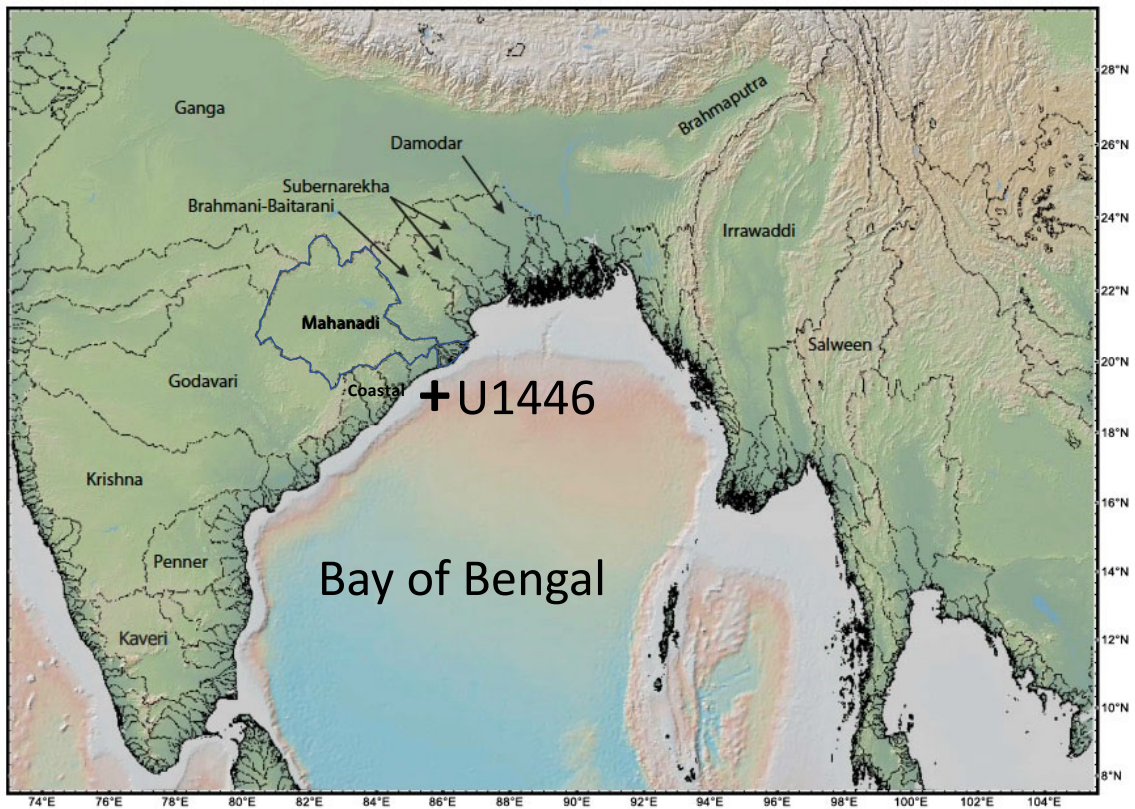 28°N
Ganga
Brahmaputra
Damodar
26°N
Subernarekha
Brahmani-Baitarani
24°N
Irrawaddi
22°N
Mahanadi
Salween
20°N
Godavari
Coastal
U1446
18°N
Krishna
16°N
Penner
Bay of Bengal
14°N
Kaveri
12°N
10°N
8°N
74°E 76°E 78°E 80°E 82°E 84°E 86°E 88°E 90°E 92°E 94°E 96°E 98°E 100°E 102°E 104°E